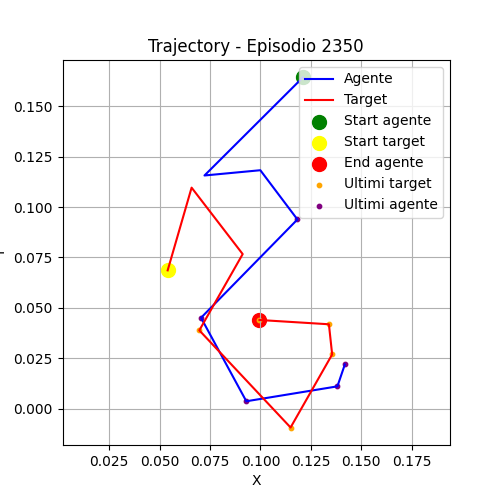 Trajectory - Episodio 2350
Agente
Target
Start agente
Start target
End agente
Ultimi target
Ultimi agente
0.150
0.125
0.100
0.075
0.050
0.025
0.000
0.025 0.050 0.075 0.100 0.125 0.150 0.175
X